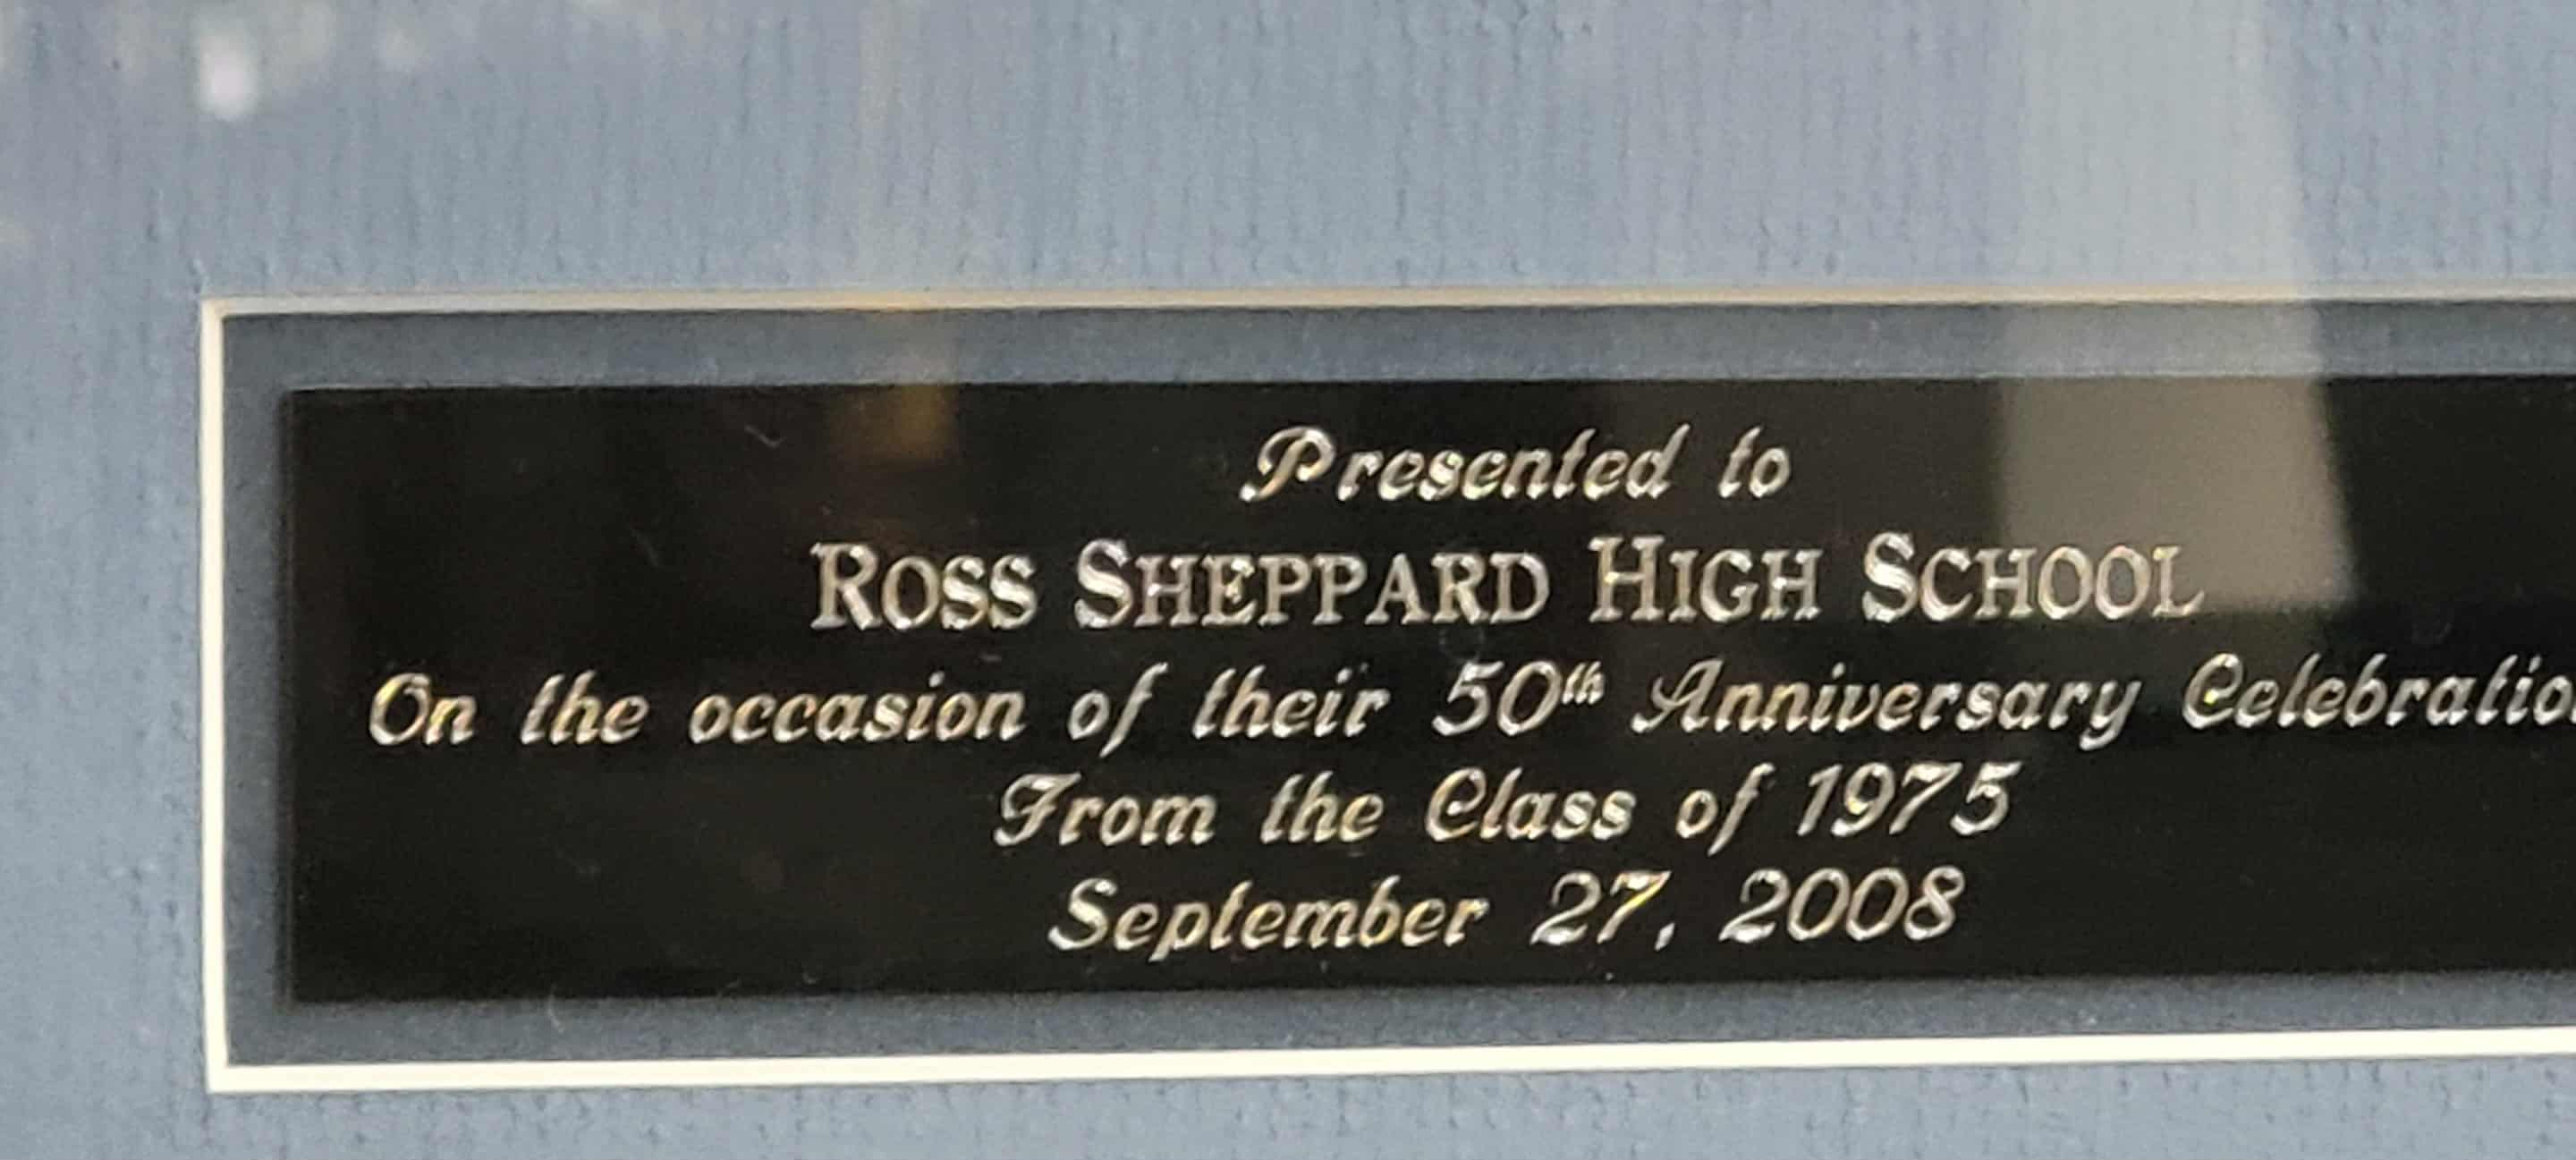 Presented to
ROSS SHEPPARD HIGH SCHOOL
On the occasion of their 50th Anniversary Celebratio
From the Class of 1975
September 27, 2008